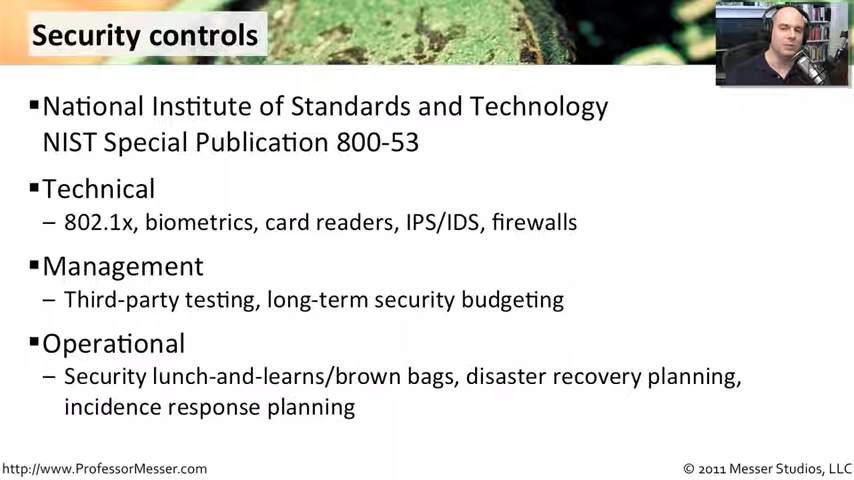 Security controls
▪National Institute of Standards and Technology
NIST Special Publication 800-53
▪Technical
– 802.1x, biometrics, card readers, IPS/IDS, firewalls
▪Management
– Third-party testing, long-term security budgeting
▪Operational
– Security lunch-and-learns/brown bags, disaster recovery planning,
incidence response planning
http://www.ProfessorMesser.com
© 2011 Messer Studios, LLC